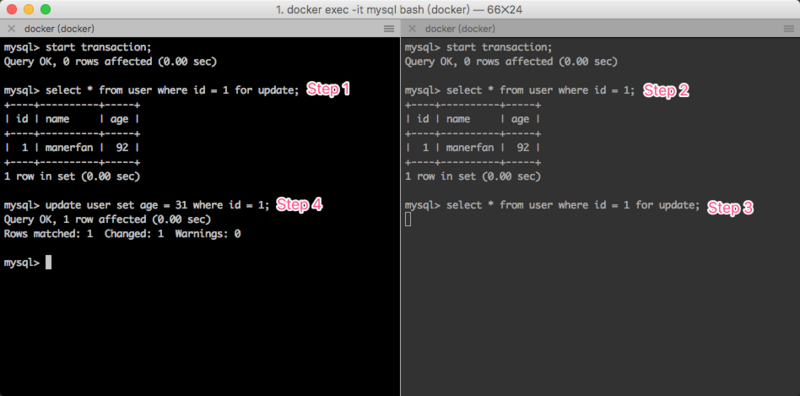 1. docker exec -it mysql bash (docker) — 66×24
docker (docker)
mysql> start transaction;
Query OK, 0 rows affected (0.00 sec)
mysql> select * from user where id = 1 for update; Step 1
+----+----------+-----+
| id | name     | age |
+----+----------+-----+
|  1 | manerfan |  92 |
+----+----------+-----+
1 row in set (0.00 sec)
mysql> update user set age = 31 where id = 1; Step 4
Query OK, 1 row affected (0.00 sec)
Rows matched: 1  Changed: 1  Warnings: 0
mysql>
docker (docker)
mysql> start transaction;
Query OK, 0 rows affected (0.00 sec)
mysql> select * from user where id = 1; Step 2
+----+----------+-----+
| id | name     | age |
+----+----------+-----+
|  1 | manerfan |  92 |
+----+----------+-----+
1 row in set (0.00 sec)
mysql> select * from user where id = 1 for update; Step 3